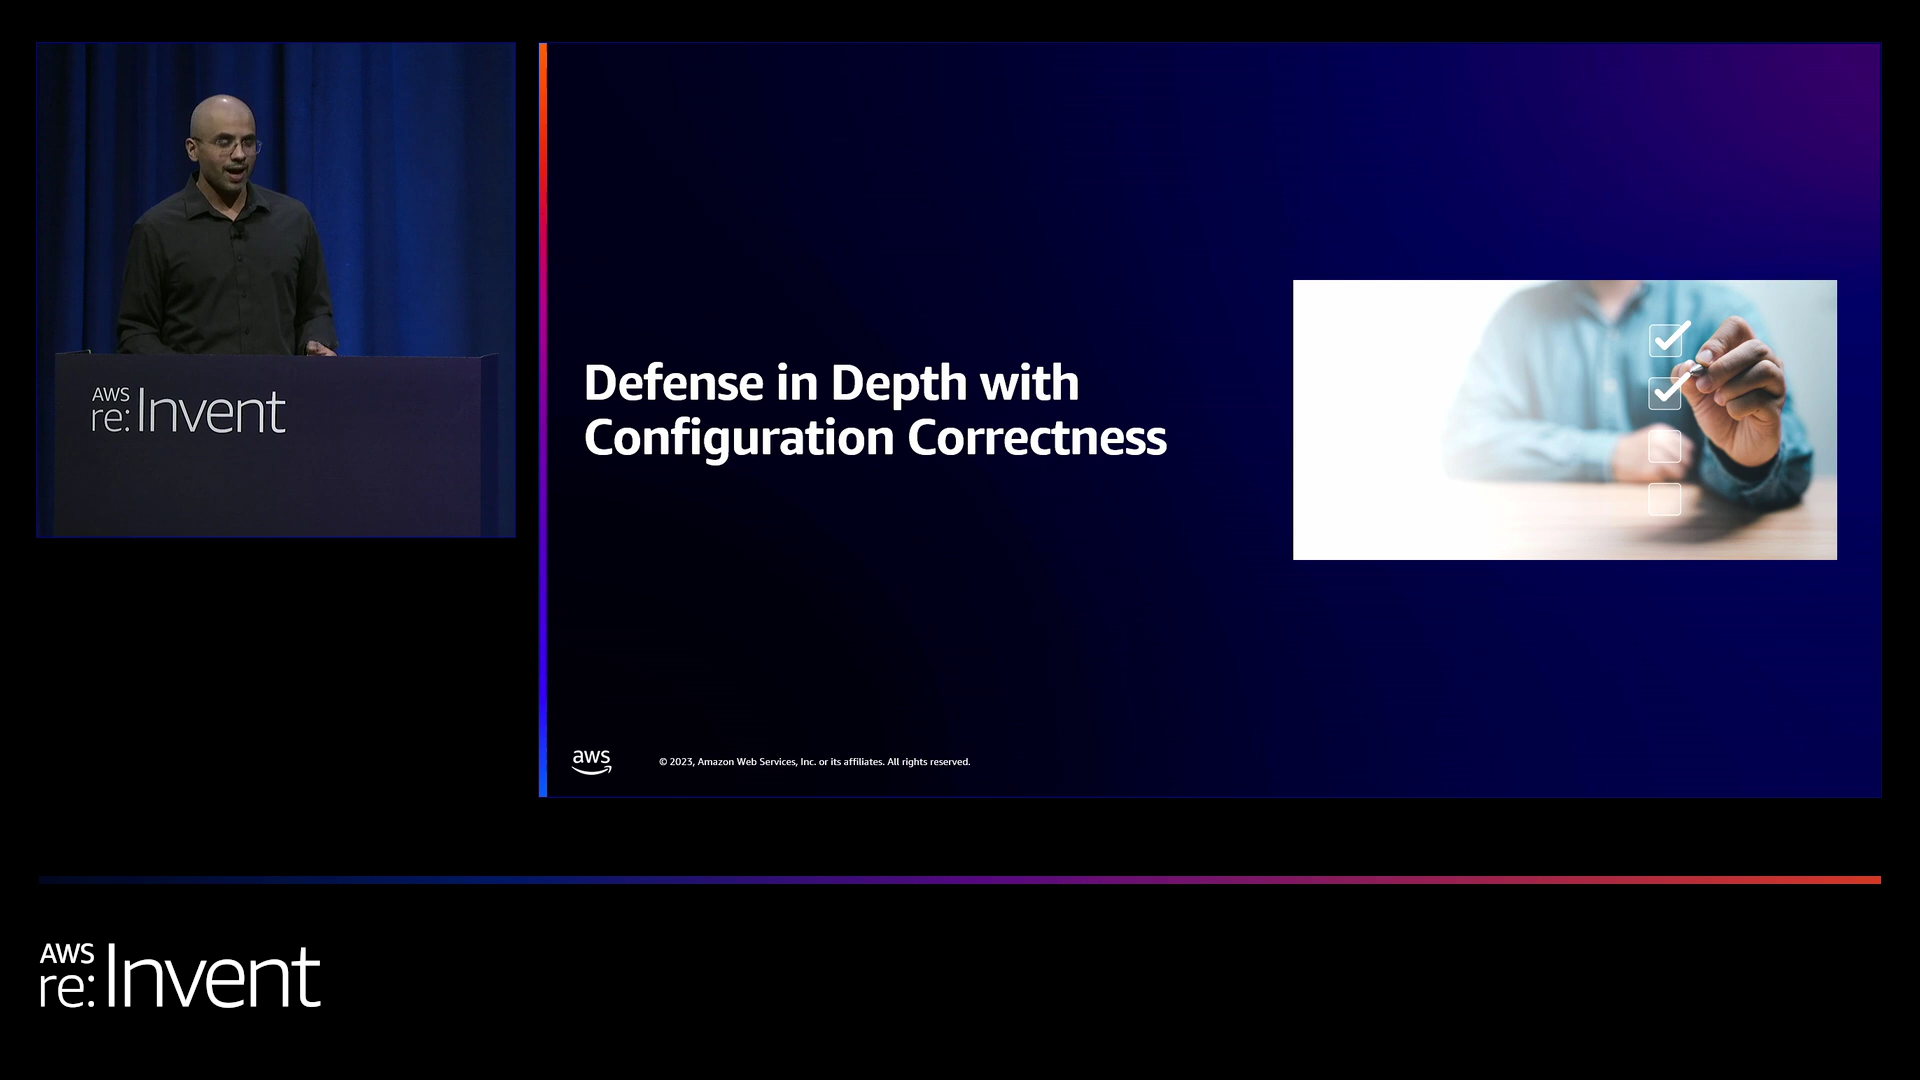 AWS
re:Invent
Defense in Depth with
Configuration Correctness
aws
© 2023, Amazon Web Services, Inc. or its affiliates. All rights reserved.
AWS
re:Invent